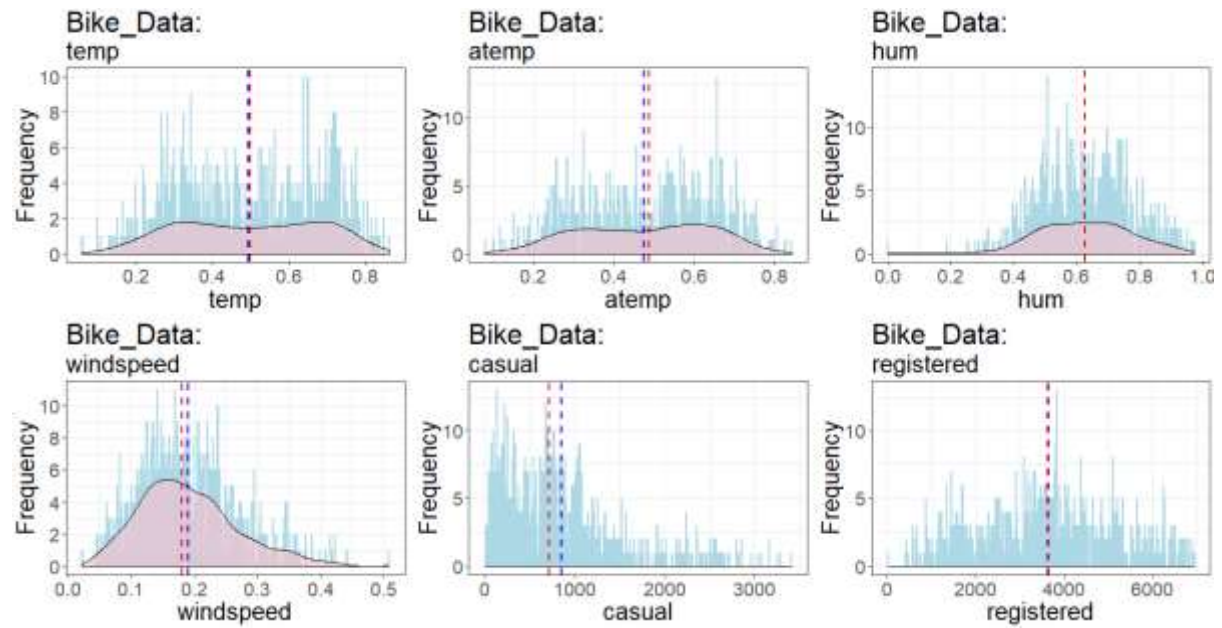 Bike_Data: Bike_Data: Bike_Data:
temp atemp hum
10
8
6
4
2
0
Frequency
0.2 0.4 0.6 0.8
temp
10
5
0
Frequency
0.2 0.4 0.6 0.8
atemp
10
5
0
Frequency
0.0 0.2 0.4 0.6 0.8 1.0
hum
Bike_Data: Bike_Data: Bike_Data:
windspeed casual registered
10
8
6
4
2
0
Frequency
0.0 0.1 0.2 0.3 0.4 0.5
windspeed
10
5
0
Frequency
0 1000 2000 3000
casual
10
5
0
Frequency
0 2000 4000 6000
registered